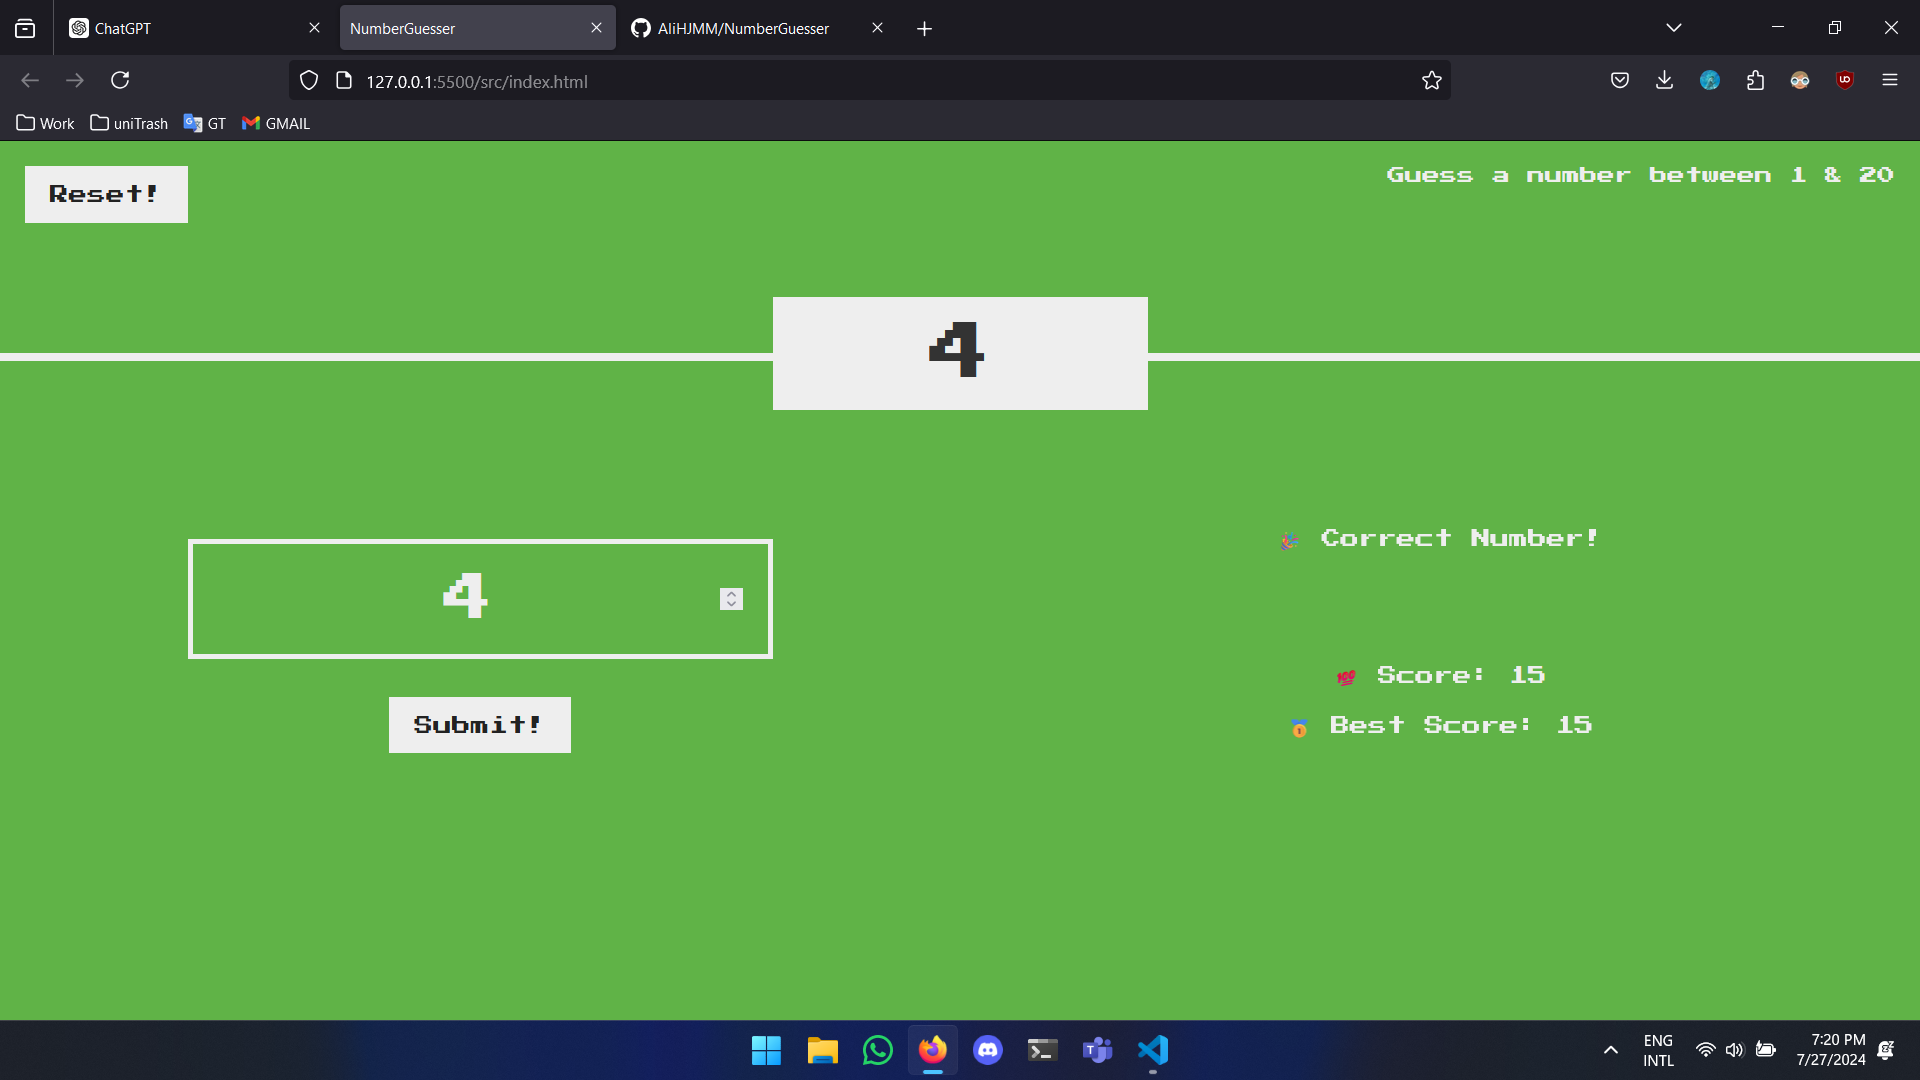 ChatGPT
NumberGuesser
AliHJMM/NumberGuesser
127.0.0.1:5500/src/index.html
Work
uniTrash
GT
GMAIL
Reset!
Guess a number between 1 & 20
4
4
Submit!
🎉 Correct Number!
💯 Score: 15
🥇 Best Score: 15
ENG
INTL
7:20 PM
7/27/2024